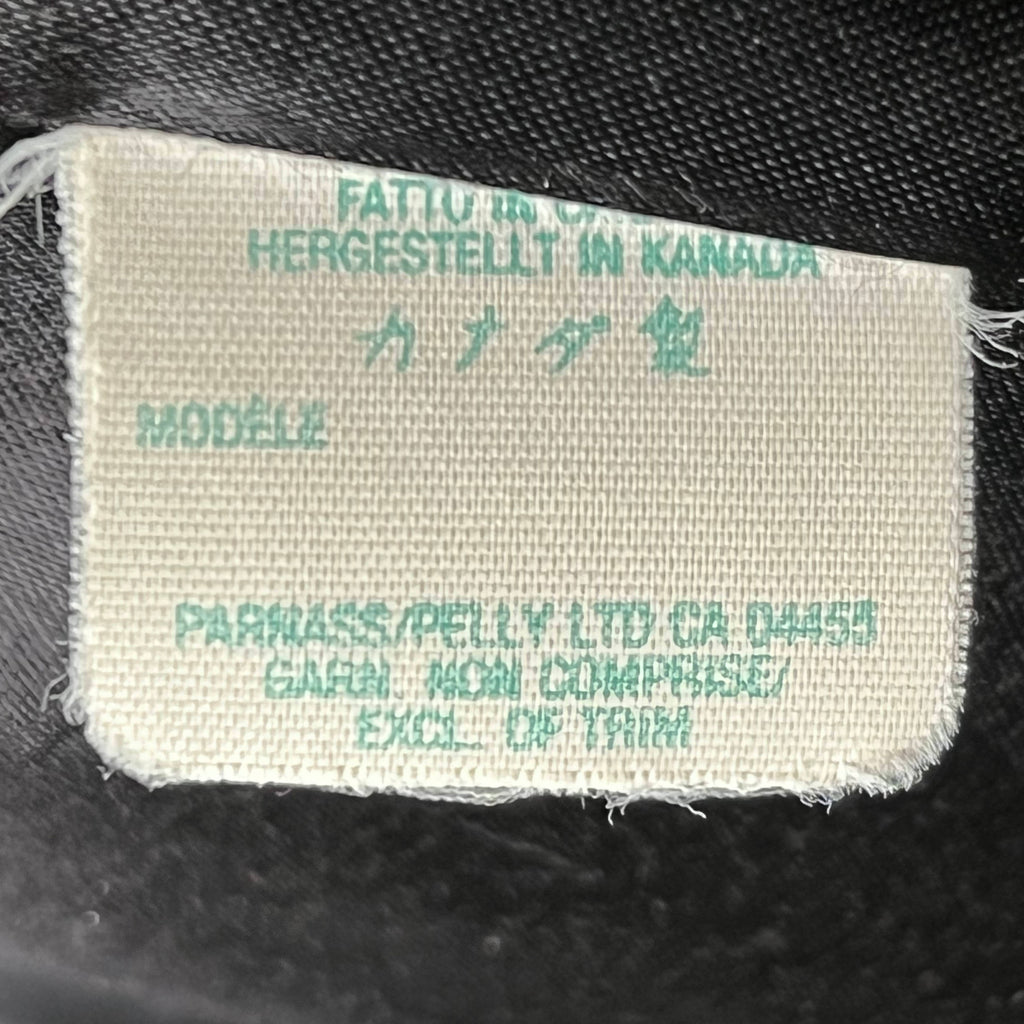 FATTO IN
HERGESTELLT IN KANADA
カナダ製
MODÈLE
PARNASS/PELLY LTD CA 04455
GARN. NON COMPRISE/
EXCL. OF TRIM